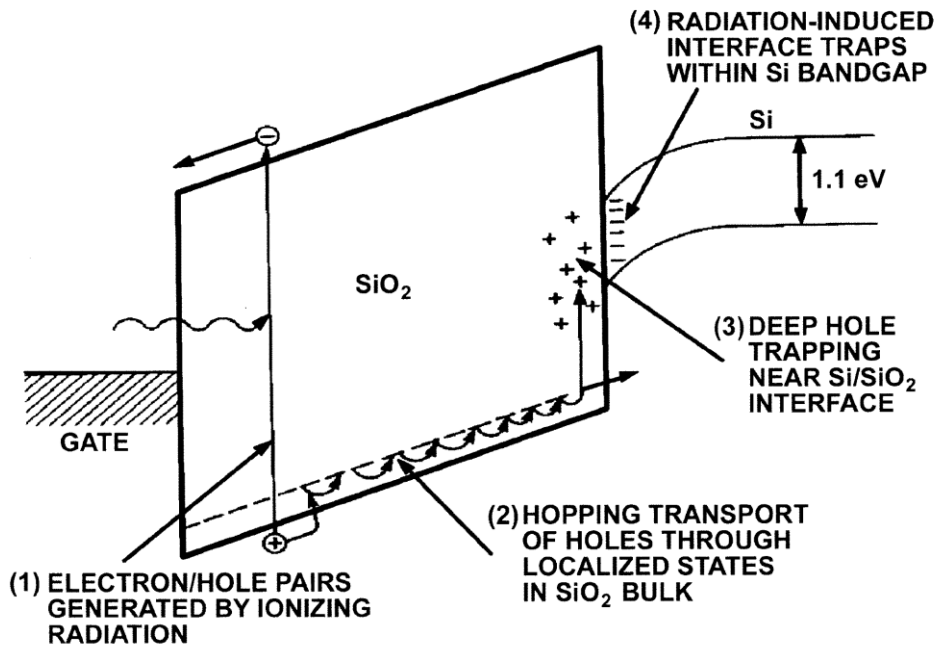 (4) RADIATION-INDUCED
INTERFACE TRAPS
WITHIN Si BANDGAP
Si
1.1 eV
SiO₂
(3) DEEP HOLE
TRAPPING
NEAR Si/SiO₂
INTERFACE
GATE
(2) HOPPING TRANSPORT
OF HOLES THROUGH
LOCALIZED STATES
IN SiO₂ BULK
(1) ELECTRON/HOLE PAIRS
GENERATED BY IONIZING
RADIATION